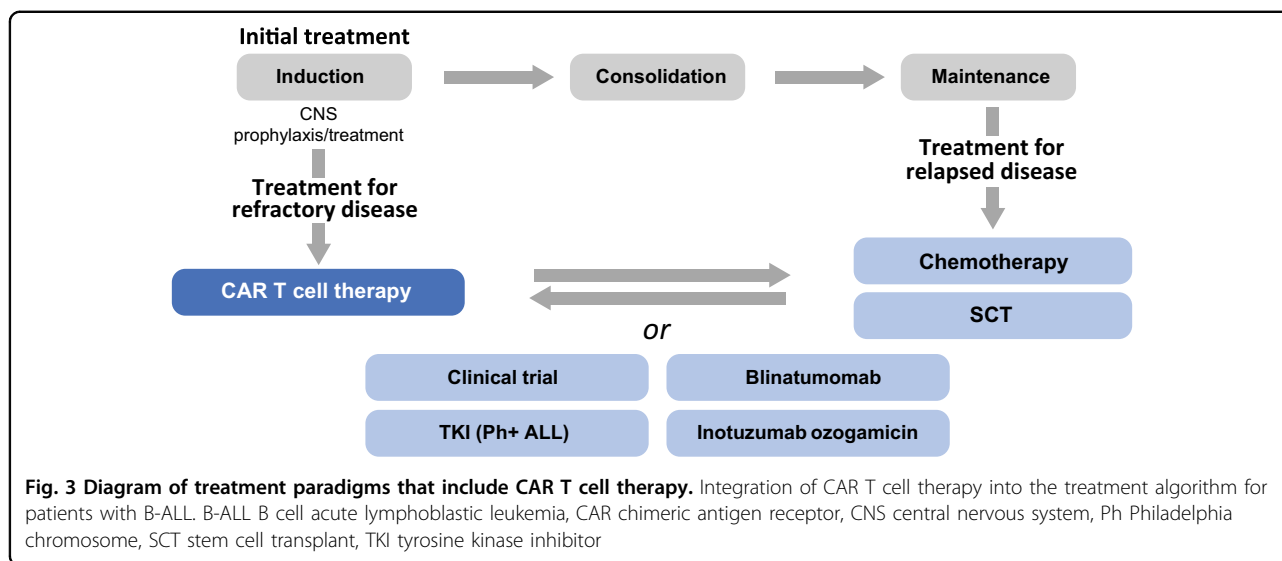 Initial treatment
Induction
Consolidation
Maintenance
CNS
prophylaxis/treatment
Treatment for
refractory disease
Treatment for
relapsed disease
CAR T cell therapy
Chemotherapy
SCT
or
Clinical trial
Blinatumomab
TKI (Ph+ ALL)
Inotuzumab ozogamicin
Fig. 3 Diagram of treatment paradigms that include CAR T cell therapy. Integration of CAR T cell therapy into the treatment algorithm for
patients with B-ALL. B-ALL B cell acute lymphoblastic leukemia, CAR chimeric antigen receptor, CNS central nervous system, Ph Philadelphia
chromosome, SCT stem cell transplant, TKI tyrosine kinase inhibitor